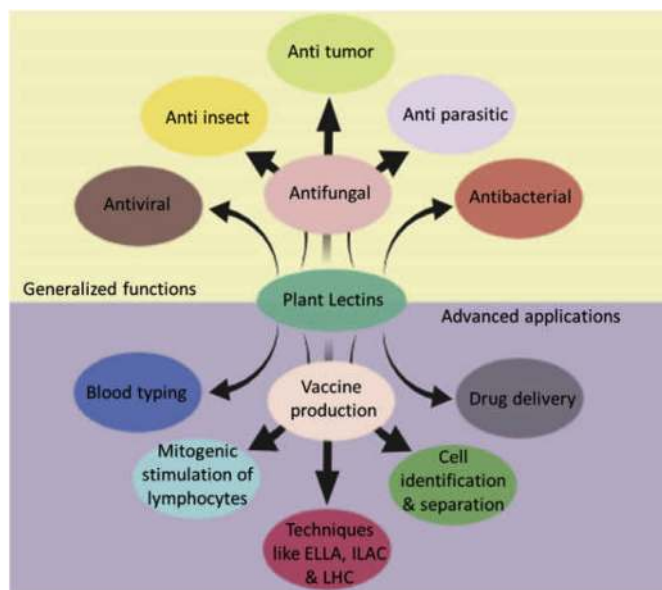 Anti tumor
Anti insect
Anti parasitic
Antifungal
Antiviral
Antibacterial
Generalized functions
Plant Lectins
Advanced applications
Blood typing
Vaccine
production
Drug delivery
Mitogenic
stimulation of
lymphocytes
Cell
identification
& separation
Techniques
like ELLA, ILAC
& LHC